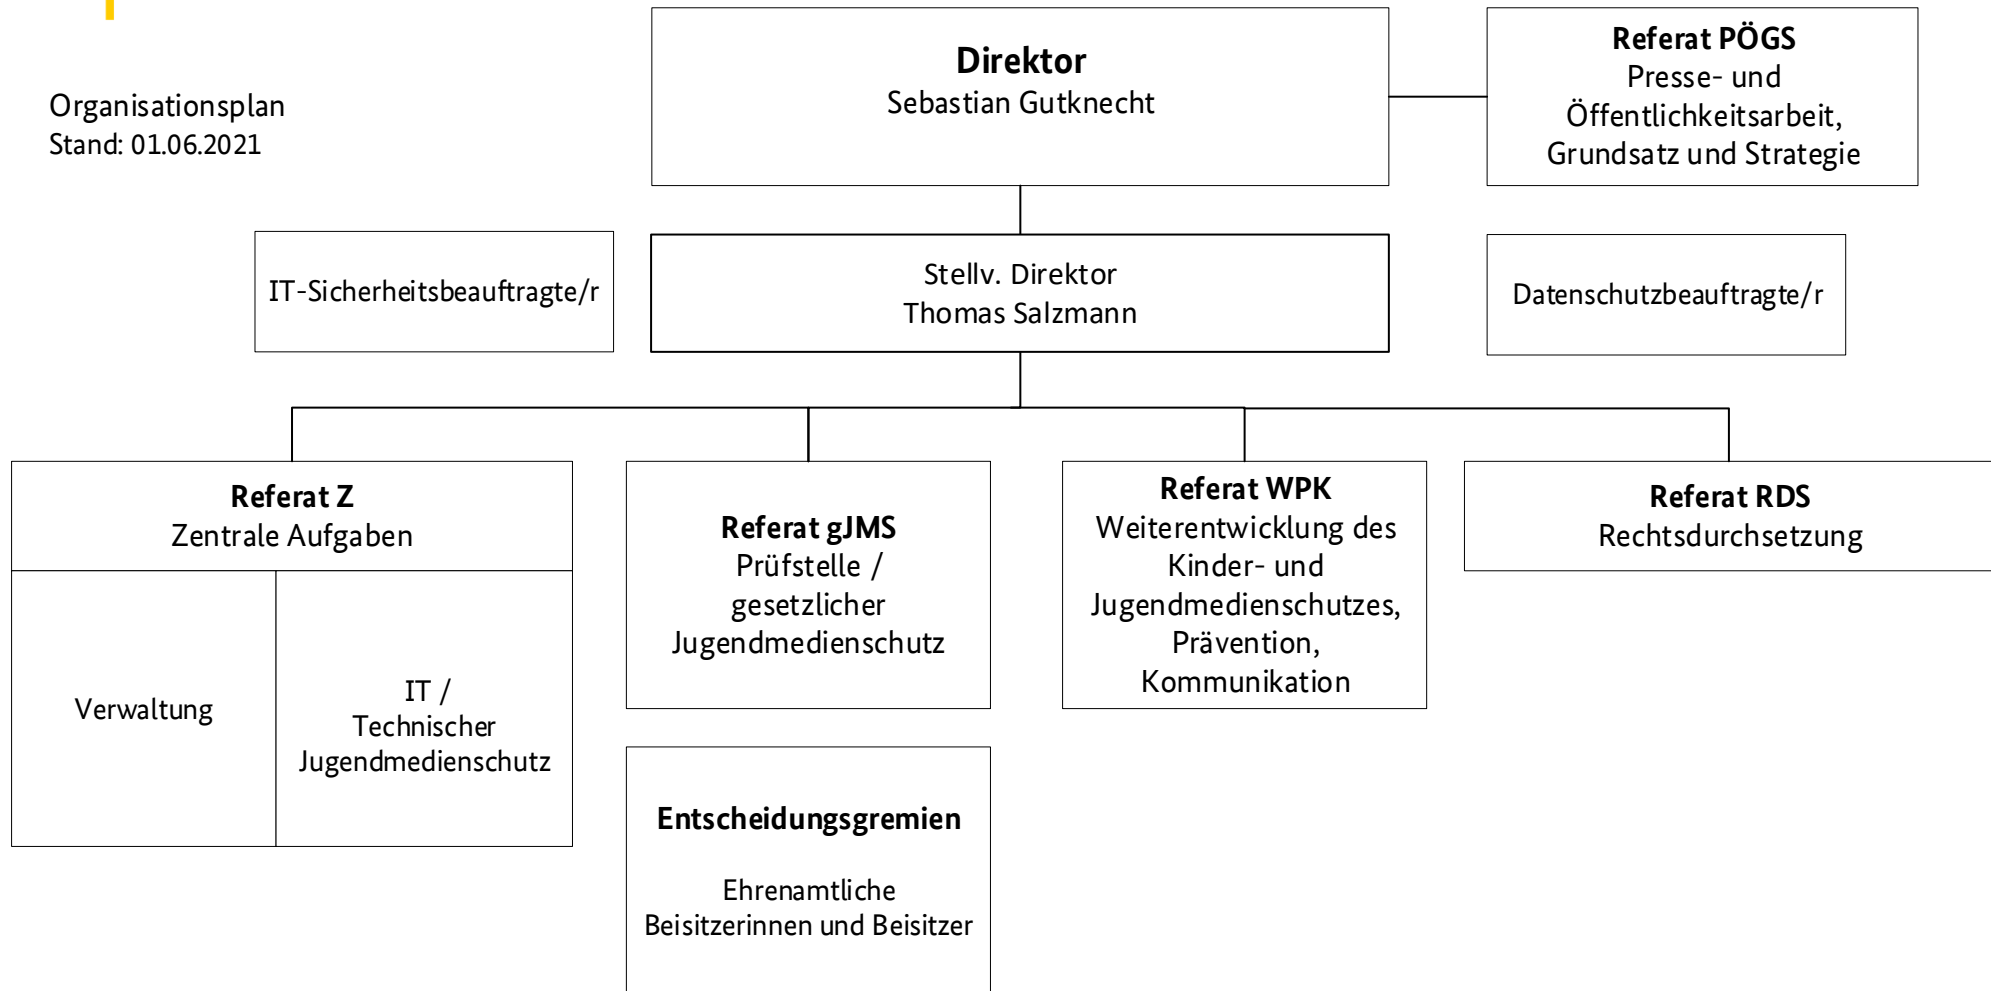 Organisationsplan
Stand: 01.06.2021
Direktor
Sebastian Gutknecht
Referat PÖGS
Presse- und
Öffentlichkeitsarbeit,
Grundsatz und Strategie
IT-Sicherheitsbeauftragte/r
Stellv. Direktor
Thomas Salzmann
Datenschutzbeauftragte/r
Referat Z
Zentrale Aufgaben
Verwaltung
IT /
Technischer
Jugendmedienschutz
Referat gJMS
Prüfstelle /
gesetzlicher
Jugendmedienschutz
Entscheidungsgremien
Ehrenamtliche
Beisitzerinnen und Beisitzer
Referat WPK
Weiterentwicklung des
Kinder- und
Jugendmedienschutzes,
Prävention,
Kommunikation
Referat RDS
Rechtsdurchsetzung